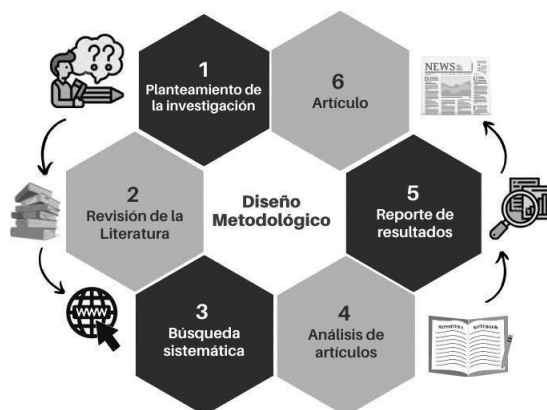 ??
1
Planteamiento de
la investigación
6
Artículo
NEWS
2
Revisión de la
Literatura
Diseño
Metodológico
5
Reporte de
resultados
WWW
3
Búsqueda
sistemática
4
Análisis de
artículos
NOTEBOOK